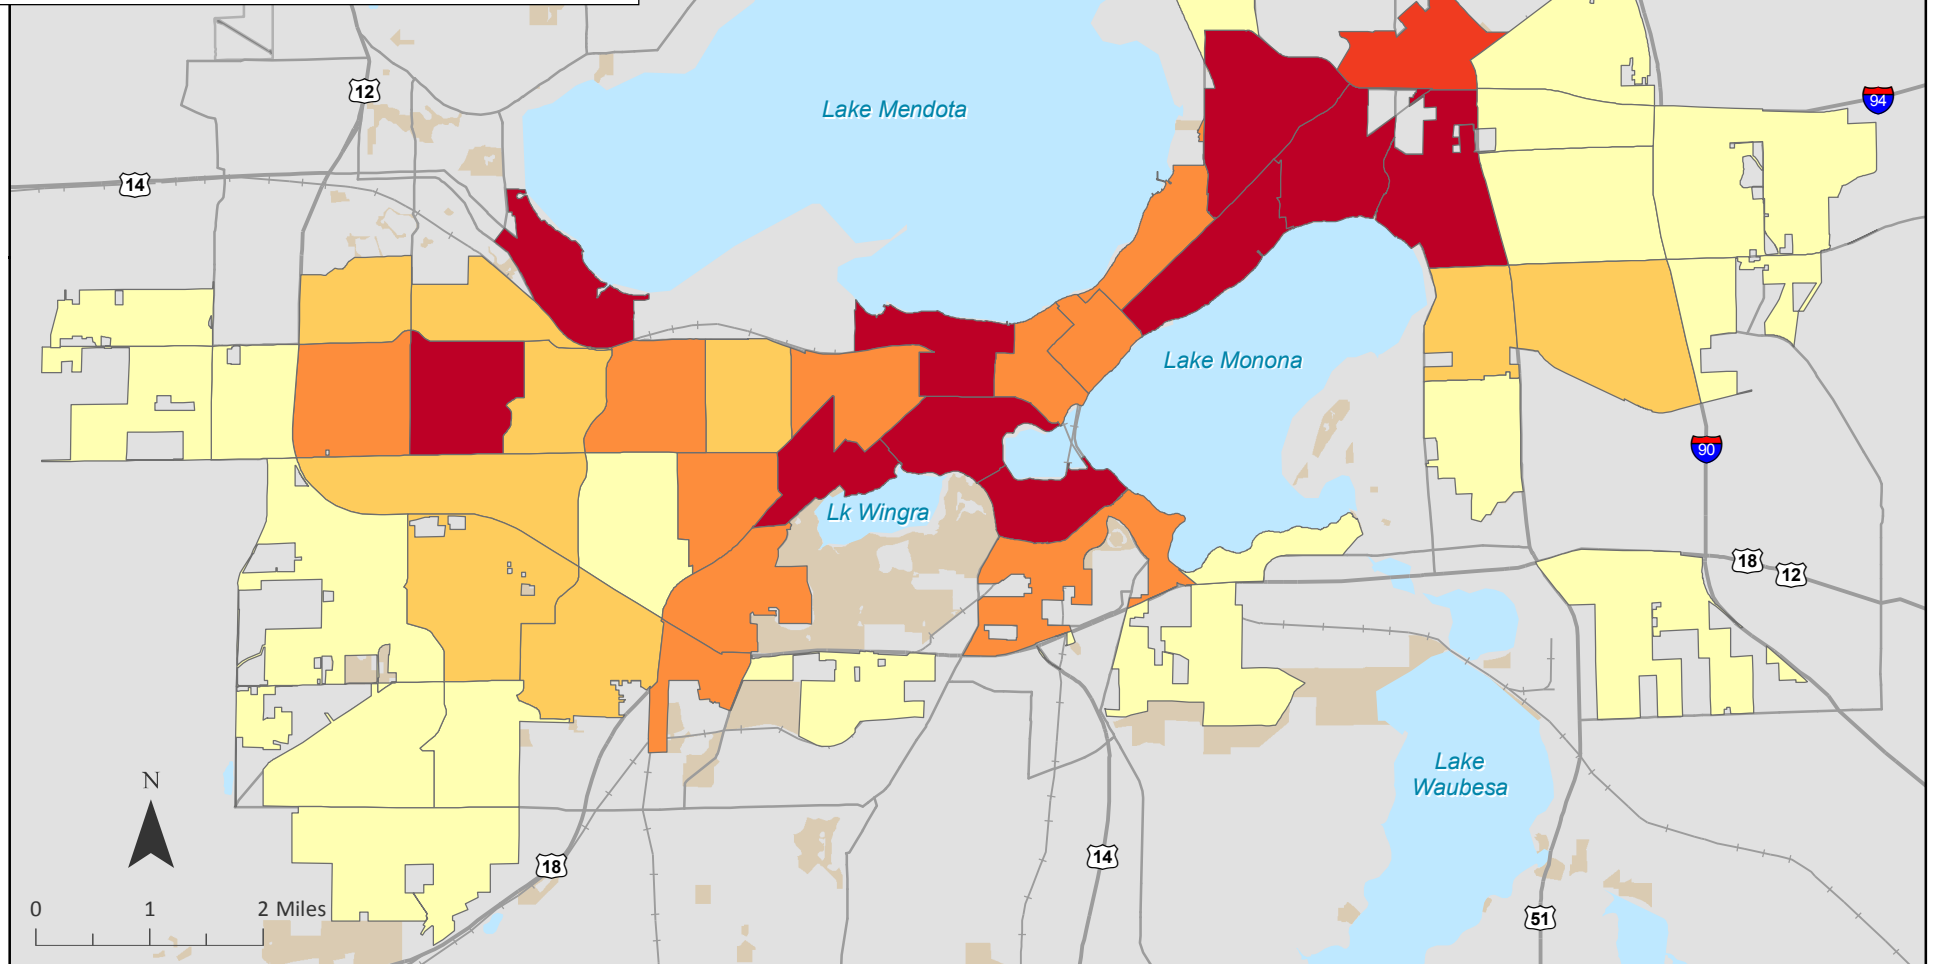 12
Lake Mendota
94
14
Lake Monona
90
Lk Wingra
18
12
Lake
Waubesa
N
18
14
0 1 2 Miles
51